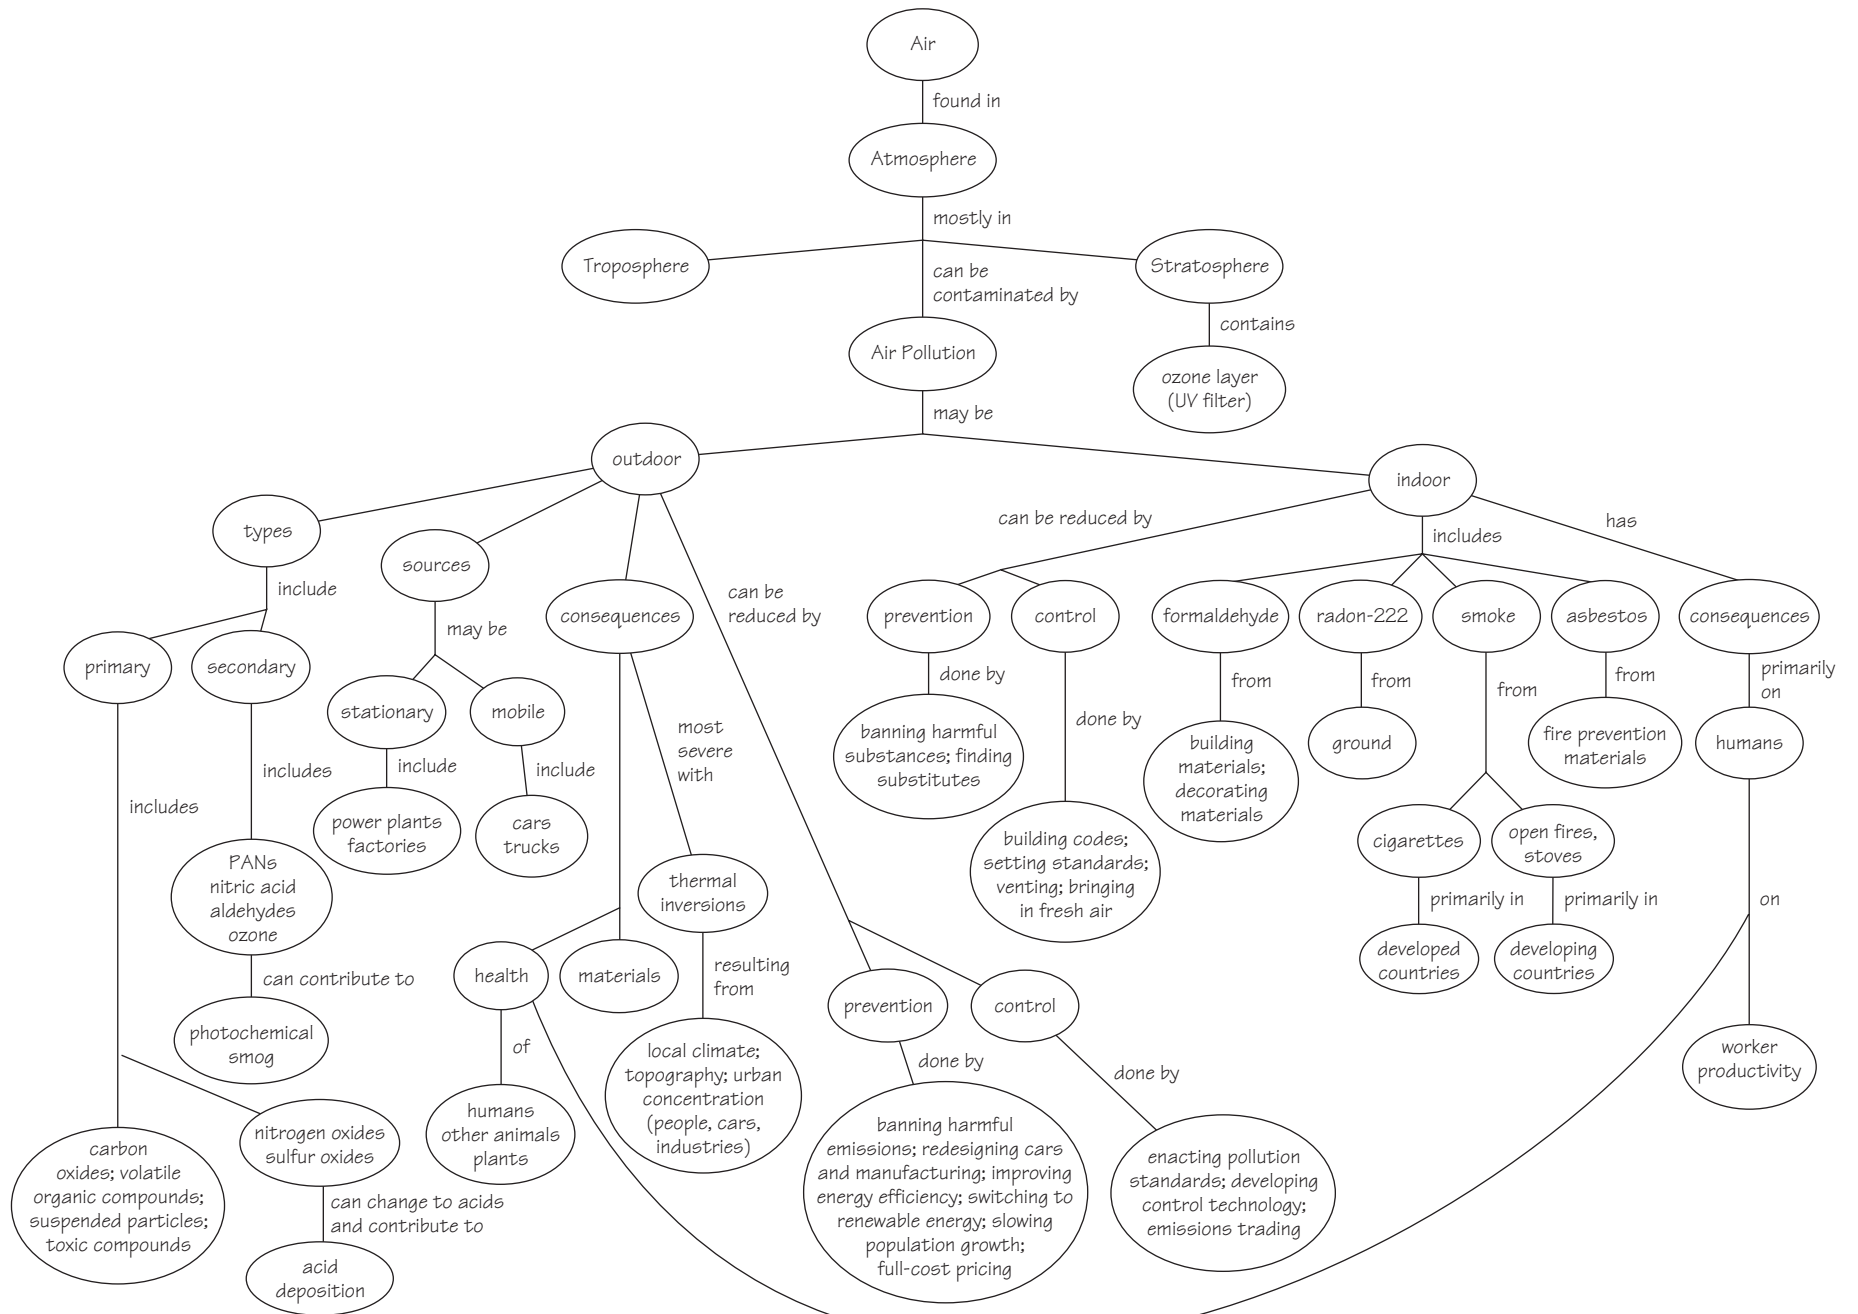 Air
found in
Atmosphere
mostly in
Troposphere
Stratosphere
can be
contaminated by
contains
Air Pollution
ozone layer
(UV filter)
may be
outdoor
indoor
types
sources
include
primary
secondary
includes
includes
PANs
nitric acid
aldehydes
ozone
can contribute to
photochemical
smog
carbon
oxides; volatile
organic compounds;
suspended particles;
toxic compounds
nitrogen oxides
sulfur oxides
can change to acids
and contribute to
acid
deposition
may be
stationary
mobile
include
include
power plants
factories
cars
trucks
consequences
most
severe
with
thermal
inversions
health
materials
resulting
from
of
humans
other animals
plants
local climate;
topography; urban
concentration
(people, cars,
industries)
can be
reduced by
prevention
control
done by
done by
banning harmful
emissions; redesigning cars
and manufacturing; improving
energy efficiency; switching to
renewable energy; slowing
population growth;
full-cost pricing
enacting pollution
standards; developing
control technology;
emissions trading
can be reduced by
prevention
control
done by
done by
banning harmful
substances; finding
substitutes
building codes;
setting standards;
venting; bringing
in fresh air
includes
formaldehyde
radon-222
smoke
asbestos
from
from
from
from
building
materials;
decorating
materials
ground
fire prevention
materials
cigarettes
open fires,
stoves
primarily in
primarily in
developed
countries
developing
countries
has
consequences
primarily
on
humans
on
worker
productivity